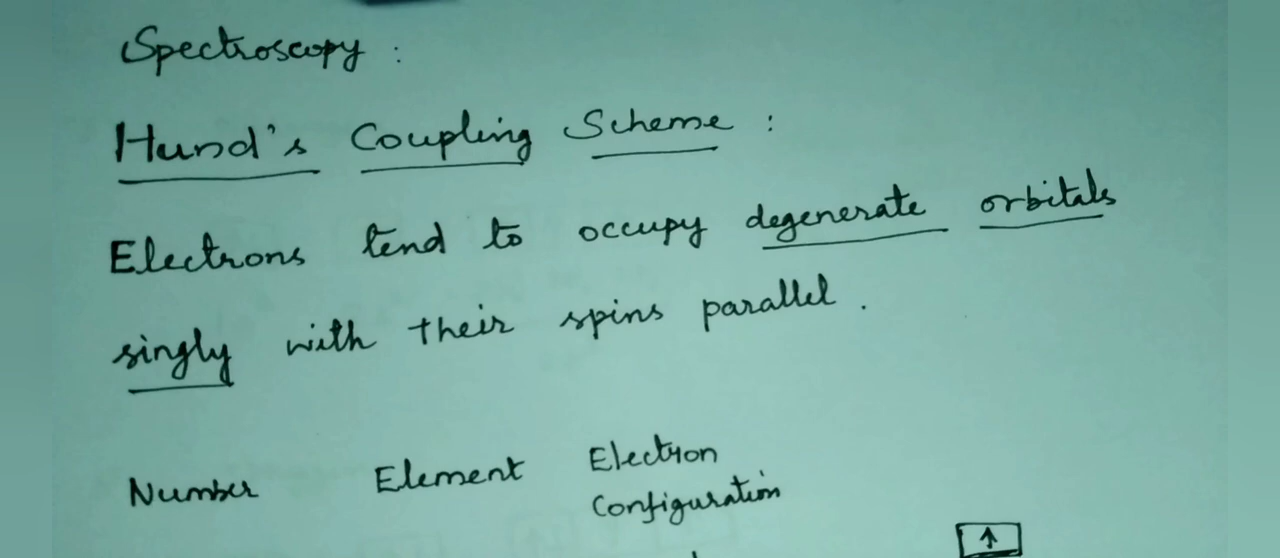 Spectroscopy :
Hund's Coupling Scheme :
Electrons tend to occupy degenerate orbitals
singly with their spins parallel .
Number Element Electron
Configuration
↑